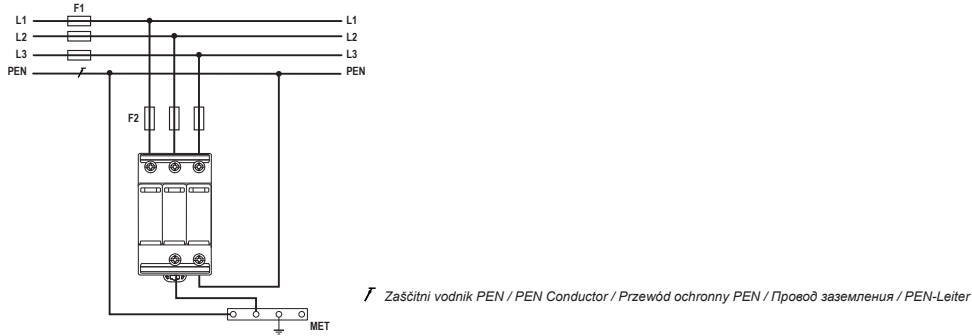 F1
L1 L1
L2 L2
L3 L3
PEN PEN
F2
Zaščitni vodnik PEN / PEN Conductor / Przewód ochronny PEN / Провод заземления / PEN-Leiter
MET